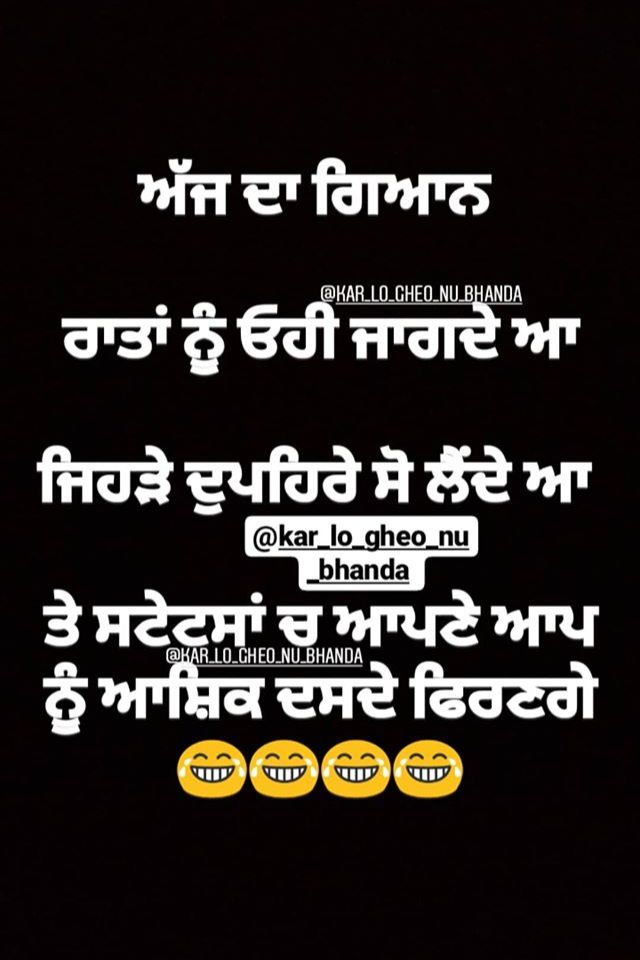 ਅੱਜ ਦਾ ਗਿਆਨ
@KAR_LO_GHEO_NU_BHANDA
ਰਾਤਾਂ ਨੂੰ ਓਹੀ ਜਾਗਦੇ ਆ
ਜਿਹੜੇ ਦੁਪਹਿਰੇ ਸੋ ਲੈਂਦੇ ਆ
@kar_lo_gheo_nu
_bhanda
ਤੇ ਸਟੇਟਸਾਂ ਚ ਆਪਣੇ ਆਪ
@KAR_LO_GHEO_NU_BHANDA
ਨੂੰ ਆਸ਼ਿਕ ਦਸਦੇ ਫਿਰਣਗੇ
😂😂😂😂